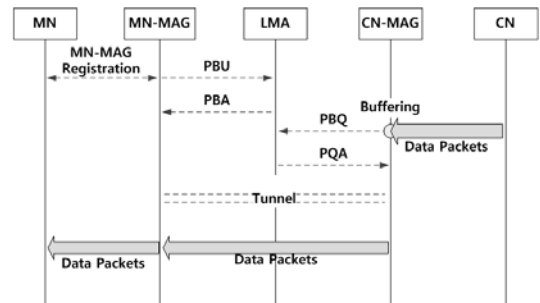 MN
MN-MAG
LMA
CN-MAG
CN
MN-MAG
Registration
PBU
PBA
Buffering
PBQ
Data Packets
PQA
Tunnel
Data Packets
Data Packets